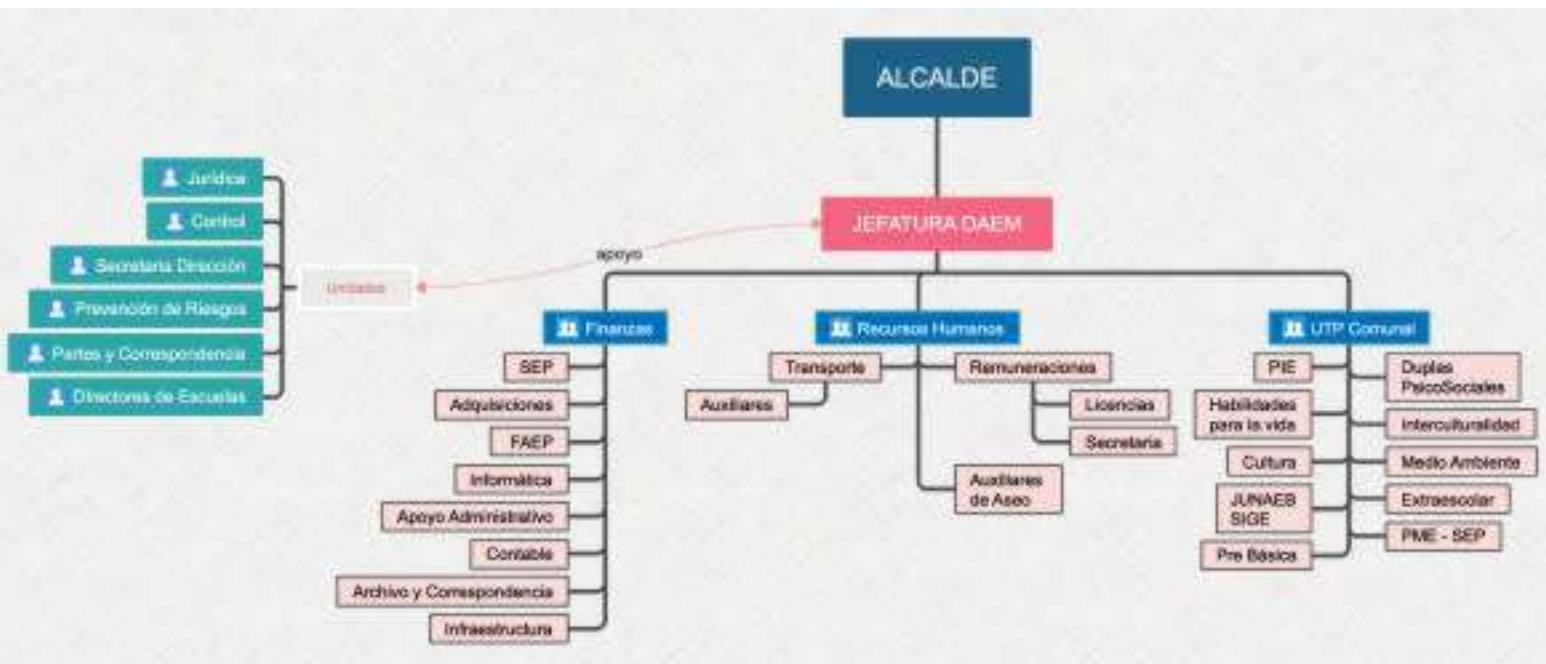 ALCALDE
JEFATURA DAEM
apoyo
Unidades
Jurídica
Control
Secretaria Dirección
Prevención de Riesgos
Partes y Correspondencia
Directores de Escuelas
Finanzas
SEP
Adquisiciones
FAEP
Informática
Apoyo Administrativo
Contable
Archivo y Correspondencia
Infraestructura
Recursos Humanos
Transporte
Auxiliares
Remuneraciones
Licencias
Secretaria
Auxiliares
de Aseo
UTP Comunal
PIE
Habilidades
para la vida
Cultura
JUNAEB
SIGE
Pre Básica
Duplas
PsicoSociales
Interculturalidad
Medio Ambiente
Extraescolar
PME - SEP